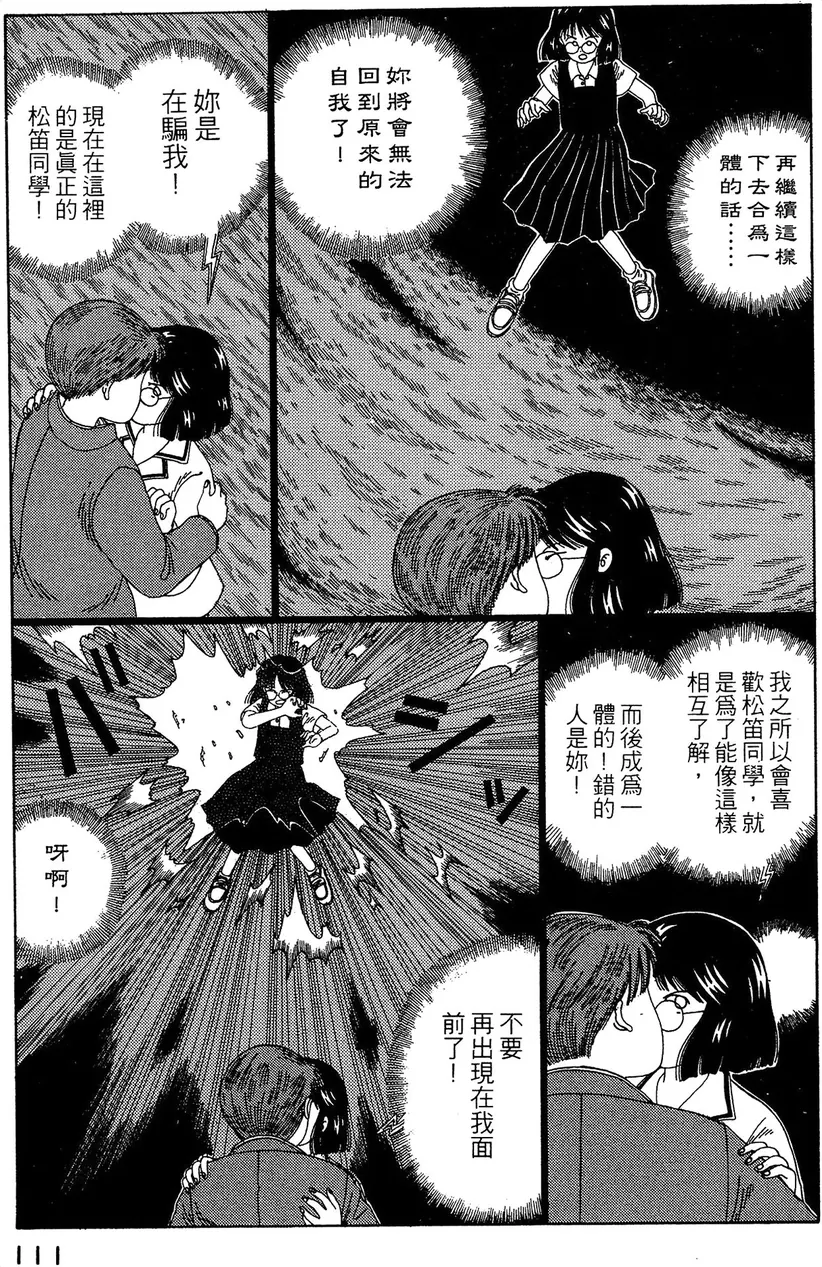 再繼續這樣
下去合爲一
體的話……
妳將會無法
回到原來的
自我了！
妳是
在騙我！
現在在這裡
的是眞正的
松笛同學！
我之所以會喜
歡松笛同學，就
是爲了能像這樣
相互了解，
而後成爲一
體的！錯的
人是妳！
不要
再出現在我面
前了！
呀啊！
111